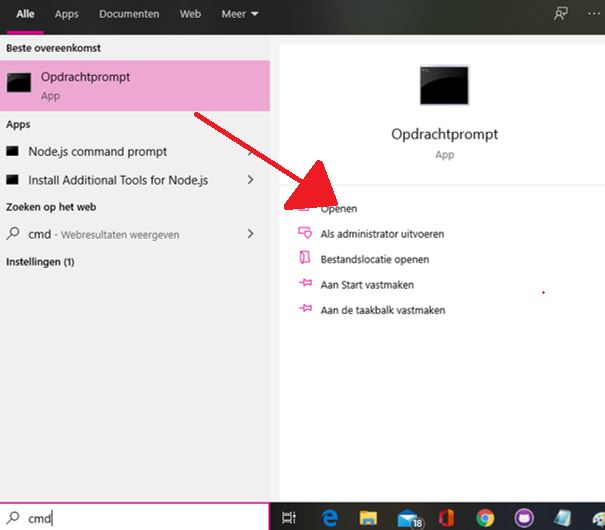 Alle Apps Documenten Web Meer
Beste overeenkomst
Opdrachtprompt
App
Apps
Node.js command prompt
Install Additional Tools for Node.js
Zoeken op het web
cmd - Webresultaten weergeven
Instellingen (1)
Opdrachtprompt
App
Openen
Als administrator uitvoeren
Bestandslocatie openen
Aan Start vastmaken
Aan de taakbalk vastmaken
cmd
18